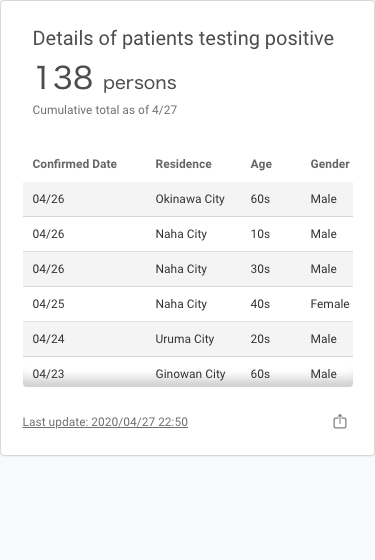 Details of patients testing positive
138 persons
Cumulative total as of 4/27
Confirmed Date Residence Age Gender
04/26 Okinawa City 60s Male
04/26 Naha City 10s Male
04/26 Naha City 30s Male
04/25 Naha City 40s Female
04/24 Uruma City 20s Male
04/23 Ginowan City 60s Male
Last update: 2020/04/27 22:50